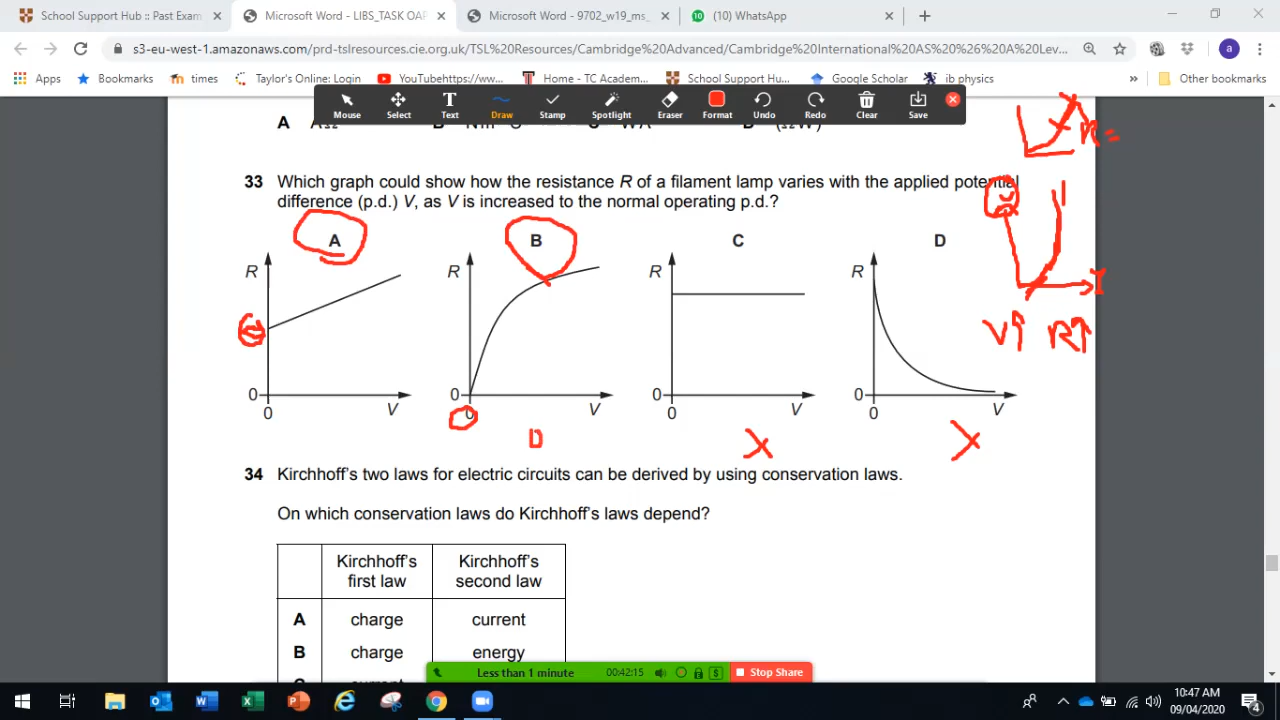 School Support Hub :: Past Exam
Microsoft Word - LIBS_TASK OAP
Microsoft Word - 9702_w19_ms_
(10) WhatsApp
s3-eu-west-1.amazonaws.com/prd-tslresources.cie.org.uk/TSL%20Resources/Cambridge%20Advanced/Cambridge%20International%20AS%20%26%20A%20Lev...
Apps
Bookmarks
times
Taylor's Online: Login
YouTubehttps://ww...
Home - TC Academ...
School Support Hu...
Google Scholar
ib physics
Other bookmarks
Mouse
Select
Text
Draw
Stamp
Spotlight
Eraser
Format
Undo
Redo
Clear
Save
33 Which graph could show how the resistance R of a filament lamp varies with the applied potential
difference (p.d.) V, as V is increased to the normal operating p.d.?
A B C D
R R R R
0 0 0 0
0 V 0 V 0 V 0 V
R=
V
I
V↑ R↑
X X
34 Kirchhoff's two laws for electric circuits can be derived by using conservation laws.
On which conservation laws do Kirchhoff's laws depend?
Kirchhoff's first law
Kirchhoff's second law
A charge current
B charge energy
Less than 1 minute
00:42:15
Stop Share
10:47 AM
09/04/2020
4